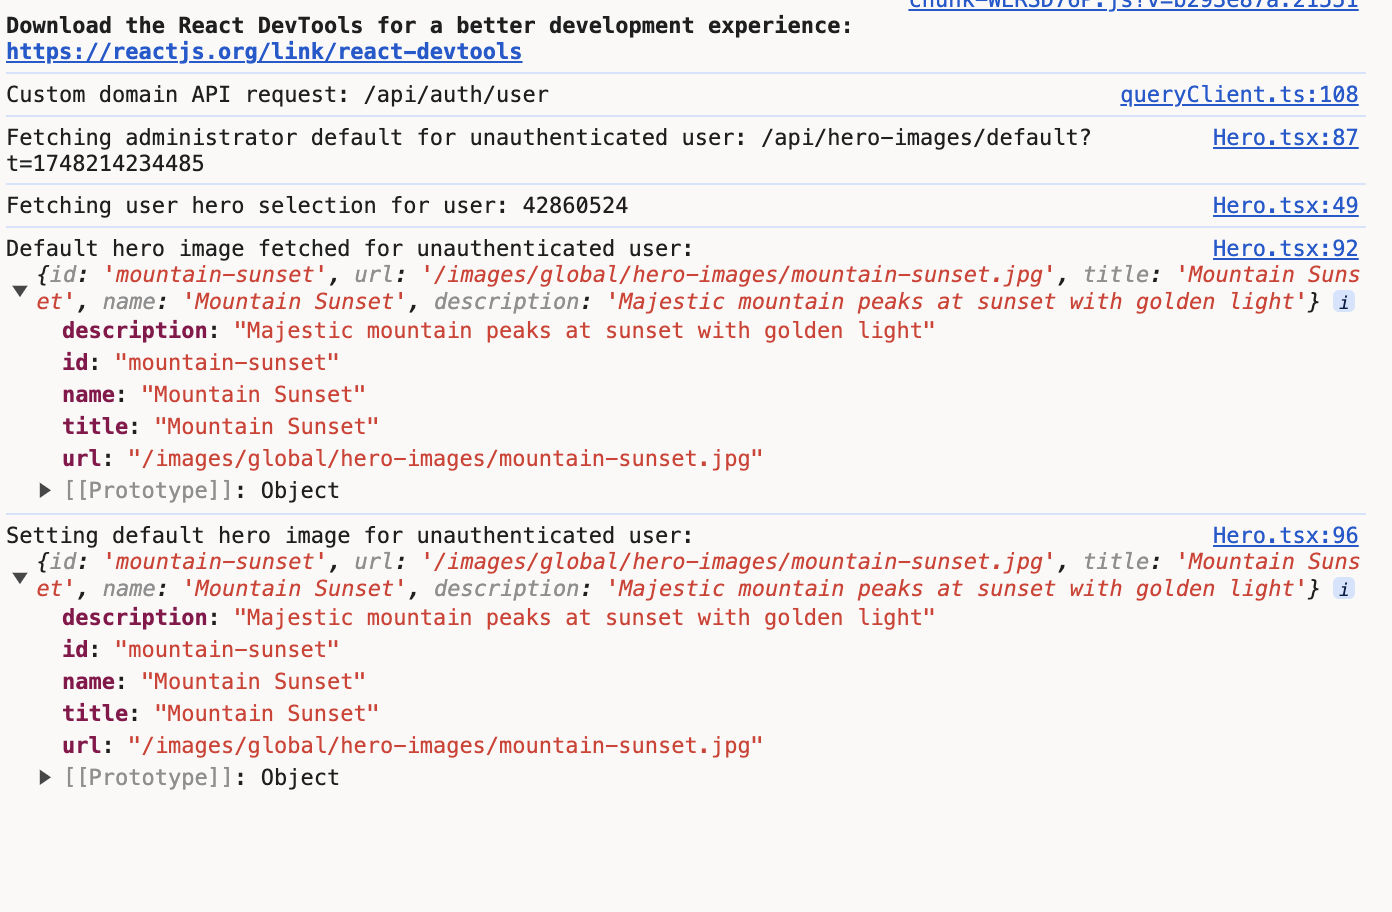 Download the React DevTools for a better development experience:
https://reactjs.org/link/react-devtools
Custom domain API request: /api/auth/user queryClient.ts:108
Fetching administrator default for unauthenticated user: /api/hero-images/default? Hero.tsx:87
t=1748214234485
Fetching user hero selection for user: 42860524 Hero.tsx:49
Default hero image fetched for unauthenticated user: Hero.tsx:92
{id: 'mountain-sunset', url: '/images/global/hero-images/mountain-sunset.jpg', title: 'Mountain Suns
et', name: 'Mountain Sunset', description: 'Majestic mountain peaks at sunset with golden light'} i
description: "Majestic mountain peaks at sunset with golden light"
id: "mountain-sunset"
name: "Mountain Sunset"
title: "Mountain Sunset"
url: "/images/global/hero-images/mountain-sunset.jpg"
[[Prototype]]: Object
Setting default hero image for unauthenticated user: Hero.tsx:96
{id: 'mountain-sunset', url: '/images/global/hero-images/mountain-sunset.jpg', title: 'Mountain Suns
et', name: 'Mountain Sunset', description: 'Majestic mountain peaks at sunset with golden light'} i
description: "Majestic mountain peaks at sunset with golden light"
id: "mountain-sunset"
name: "Mountain Sunset"
title: "Mountain Sunset"
url: "/images/global/hero-images/mountain-sunset.jpg"
[[Prototype]]: Object